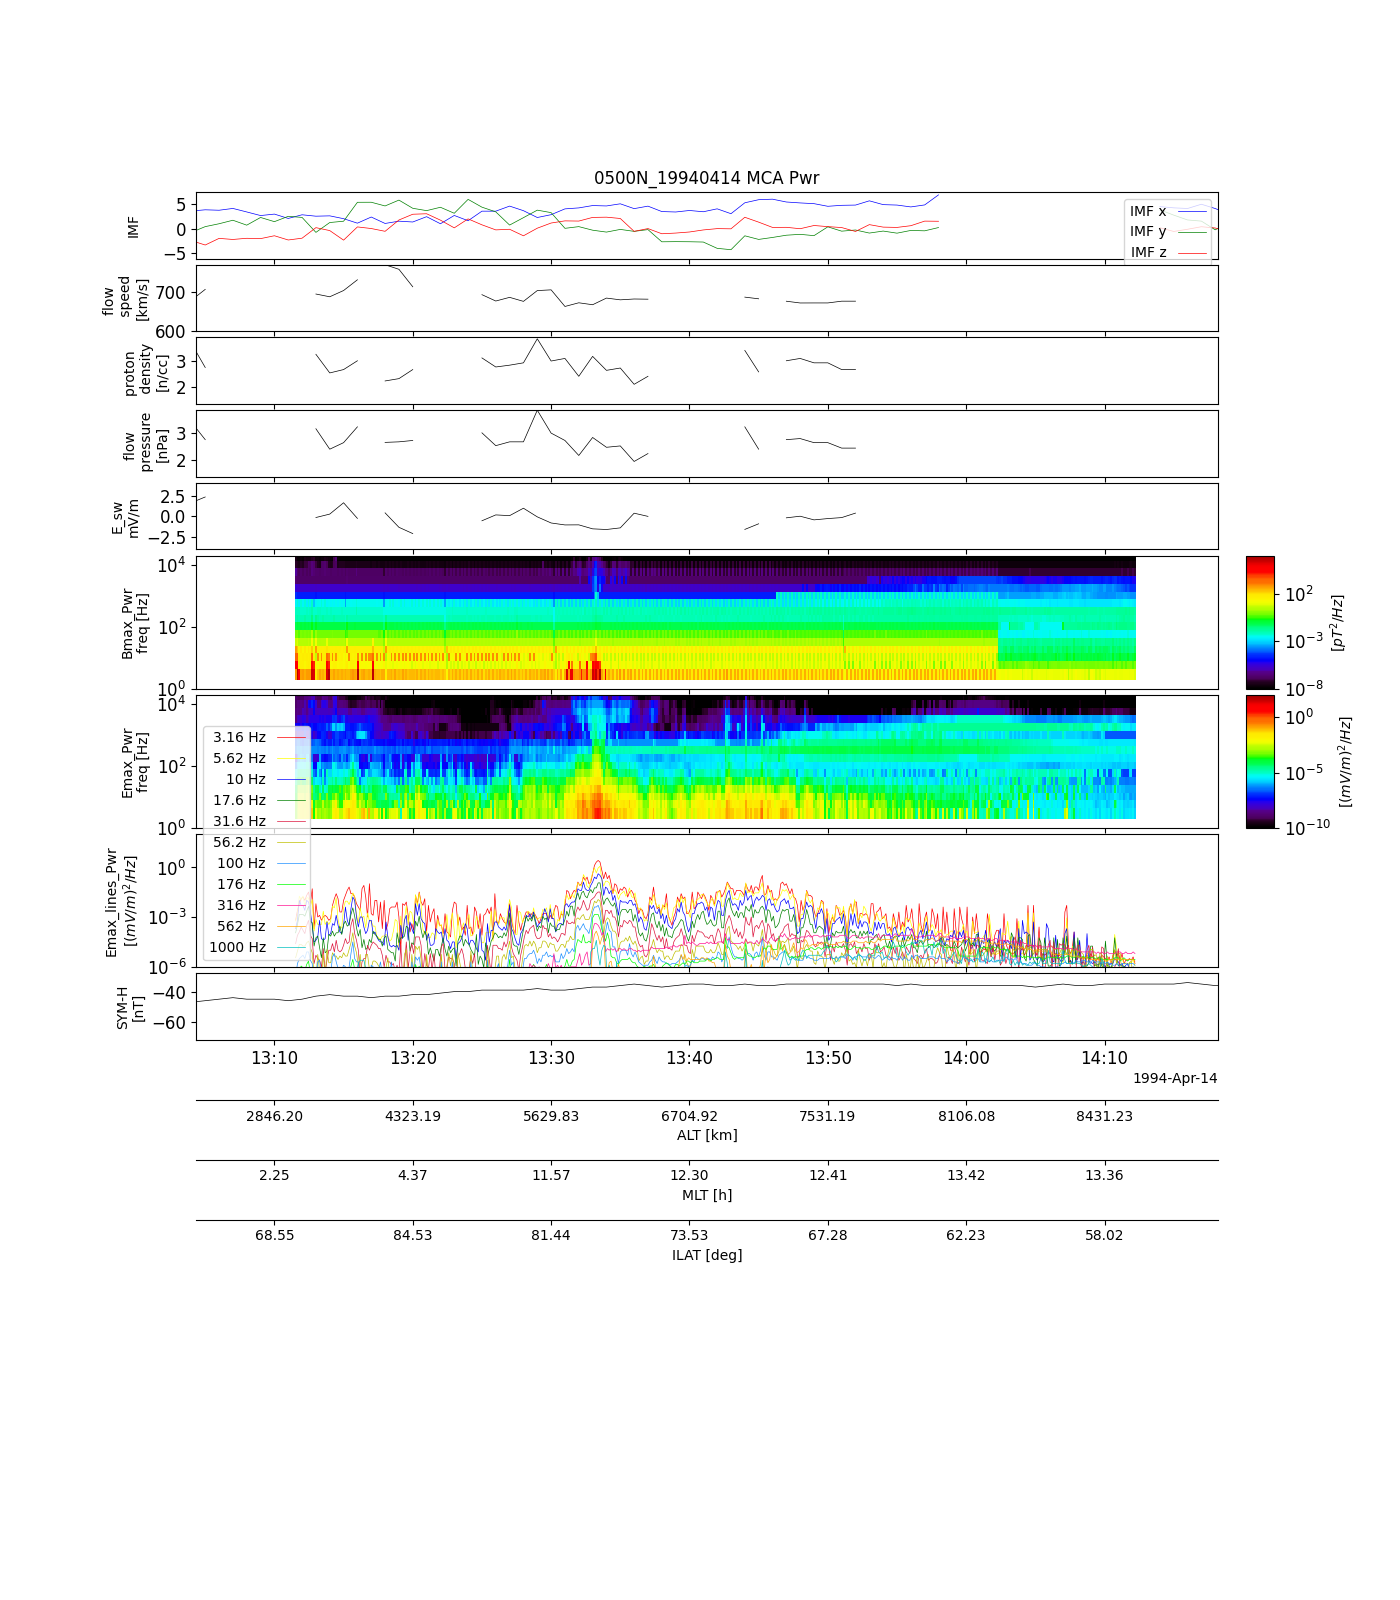 0500N_19940414 MCA Pwr
IMF
5
0
−5
IMF x
IMF y
IMF z
flow
speed
[km/s]
700
600
proton
density
[n/cc]
3
2
flow
pressure
[nPa]
3
2
E_sw
mV/m
2.5
0.0
−2.5
Bmax_Pwr
freq [Hz]
10^4
10^2
10^0
10^2
10^−3
10^−8
[pT^2/Hz]
Emax_Pwr
freq [Hz]
10^4
10^2
10^0
10^0
10^−5
10^−10
[(mV/m)^2/Hz]
3.16 Hz
5.62 Hz
10 Hz
17.6 Hz
31.6 Hz
56.2 Hz
100 Hz
176 Hz
316 Hz
562 Hz
1000 Hz
Emax_lines_Pwr
[(mV/m)^2/Hz]
10^0
10^−3
10^−6
SYM-H
[nT]
−40
−60
13:10 13:20 13:30 13:40 13:50 14:00 14:10
1994-Apr-14
2846.20 4323.19 5629.83 6704.92 7531.19 8106.08 8431.23
ALT [km]
2.25 4.37 11.57 12.30 12.41 13.42 13.36
MLT [h]
68.55 84.53 81.44 73.53 67.28 62.23 58.02
ILAT [deg]